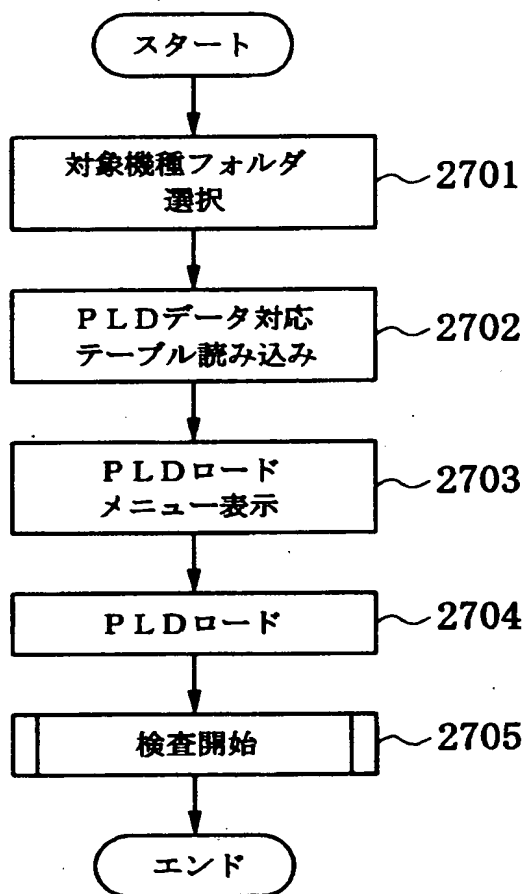 スタート
対象機種フォルダ
選択
2701
PLDデータ対応
テーブル読み込み
2702
PLDロード
メニュー表示
2703
PLDロード
2704
検査開始
2705
エンド